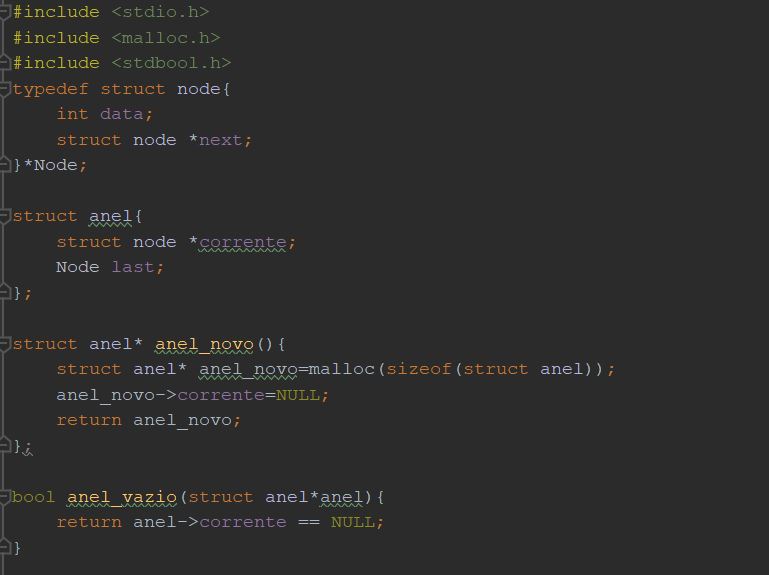 #include <stdio.h>
#include <malloc.h>
#include <stdbool.h>
typedef struct node{
    int data;
    struct node *next;
}*Node;

struct anel{
    struct node *corrente;
    Node last;
};

struct anel* anel_novo(){
    struct anel* anel_novo=malloc(sizeof(struct anel));
    anel_novo->corrente=NULL;
    return anel_novo;
};

bool anel_vazio(struct anel*anel){
    return anel->corrente == NULL;
}